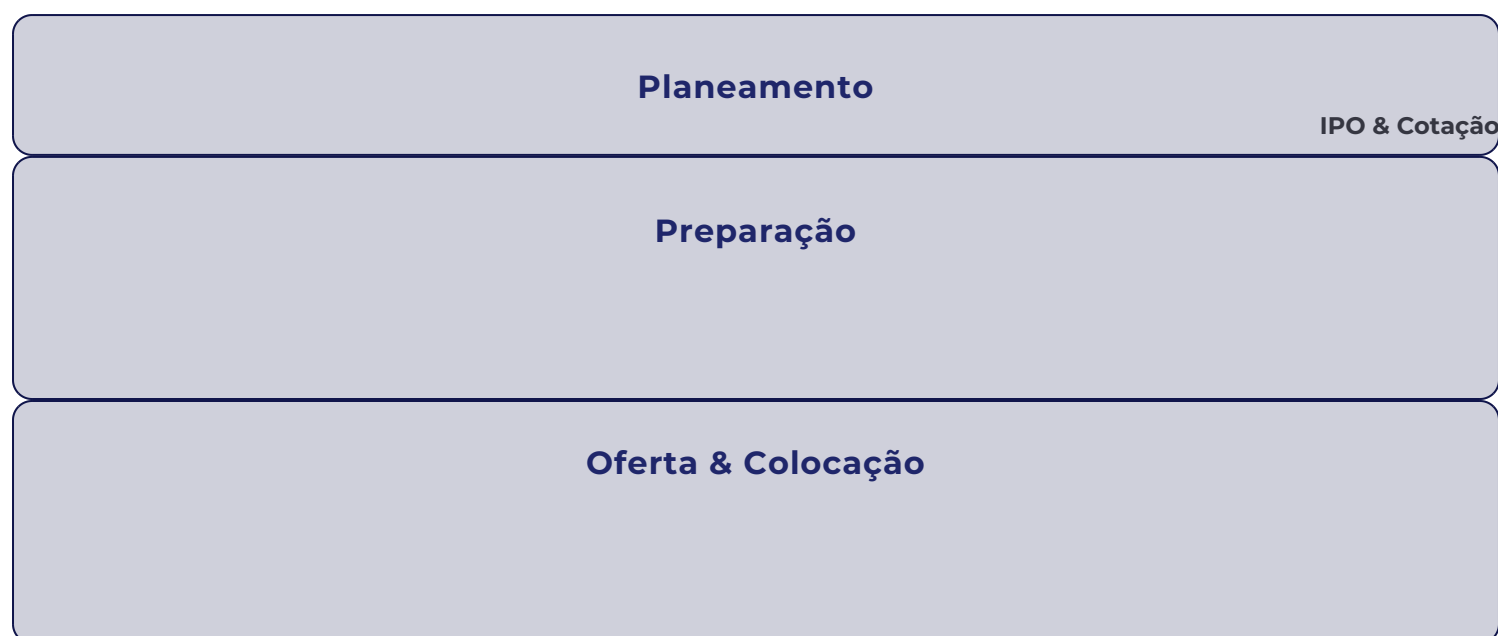 Planeamento
IPO & Cotação
Preparação
Oferta & Colocação